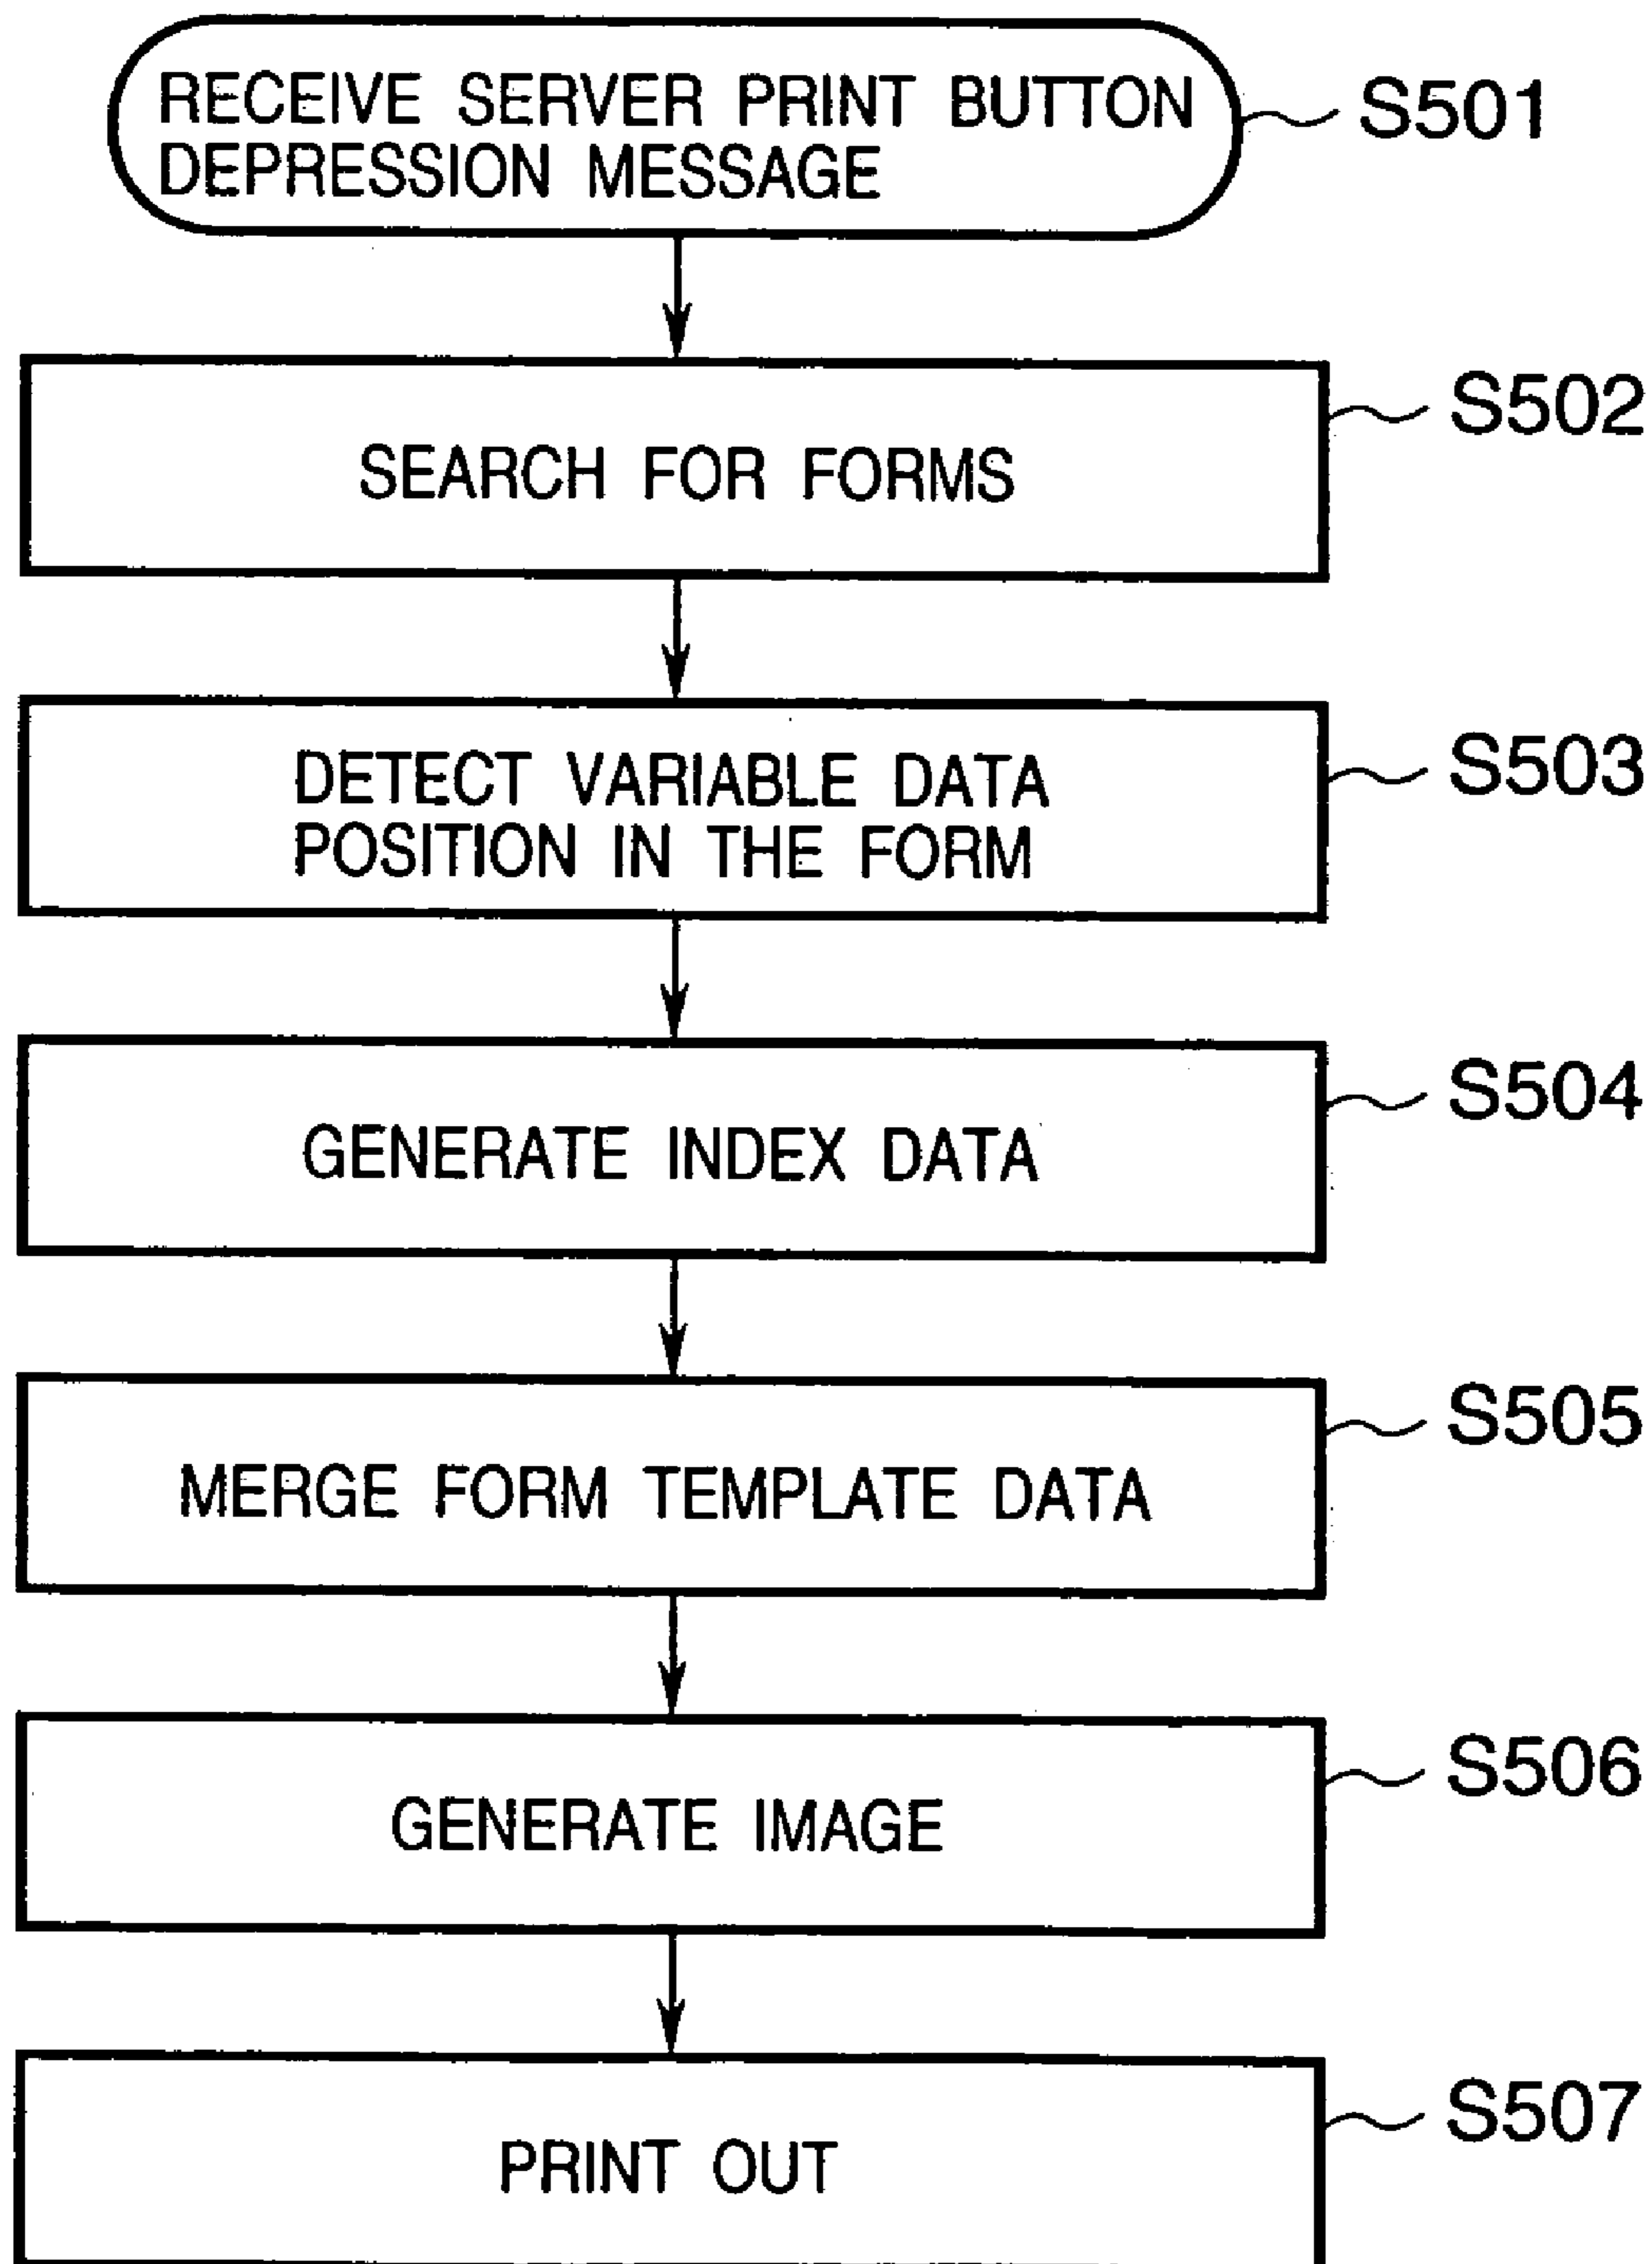 RECEIVE SERVER PRINT BUTTON
DEPRESSION MESSAGE
S501
SEARCH FOR FORMS
S502
DETECT VARIABLE DATA
POSITION IN THE FORM
S503
GENERATE INDEX DATA
S504
MERGE FORM TEMPLATE DATA
S505
GENERATE IMAGE
S506
PRINT OUT
S507